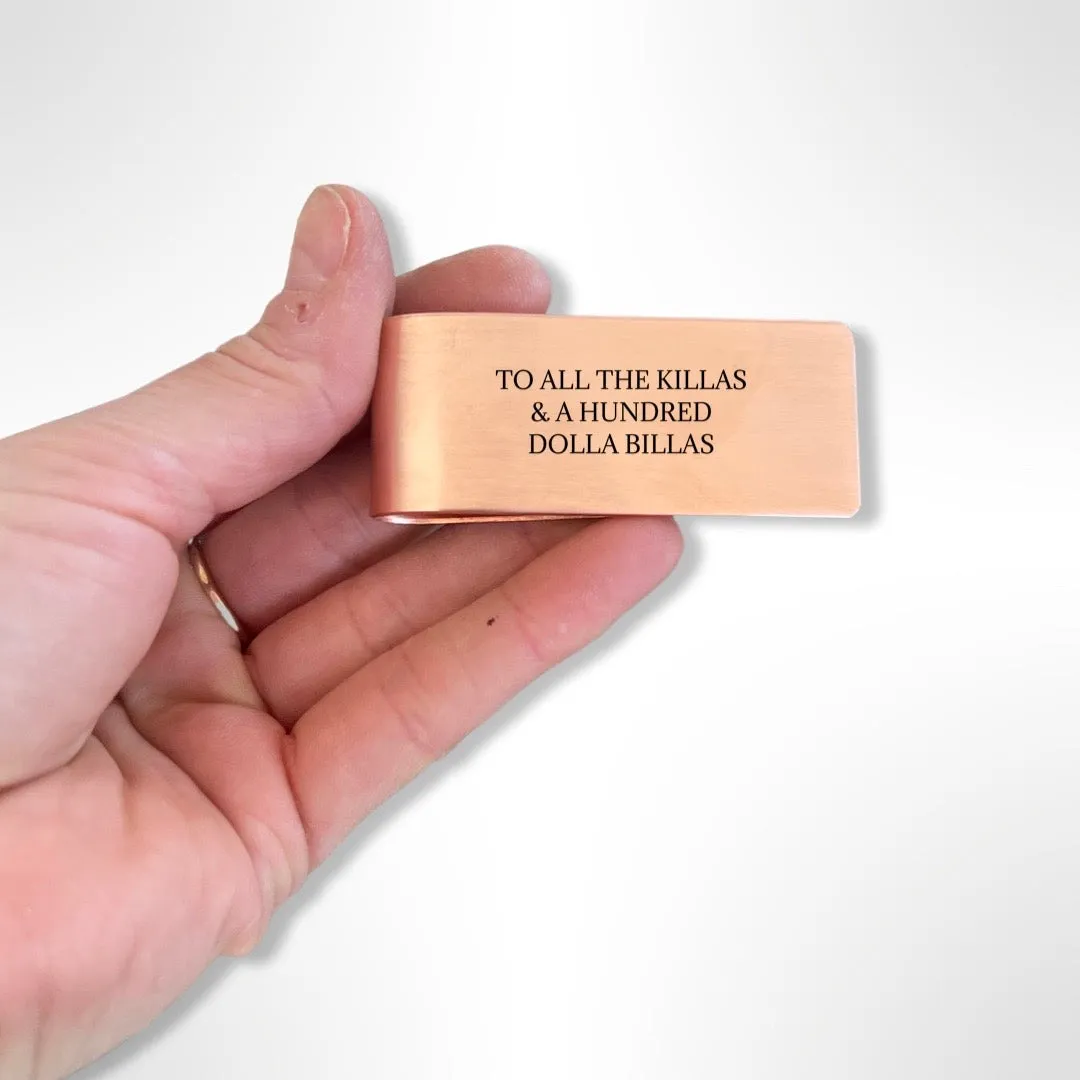 TO ALL THE KILLAS
& A HUNDRED
DOLLA BILLAS